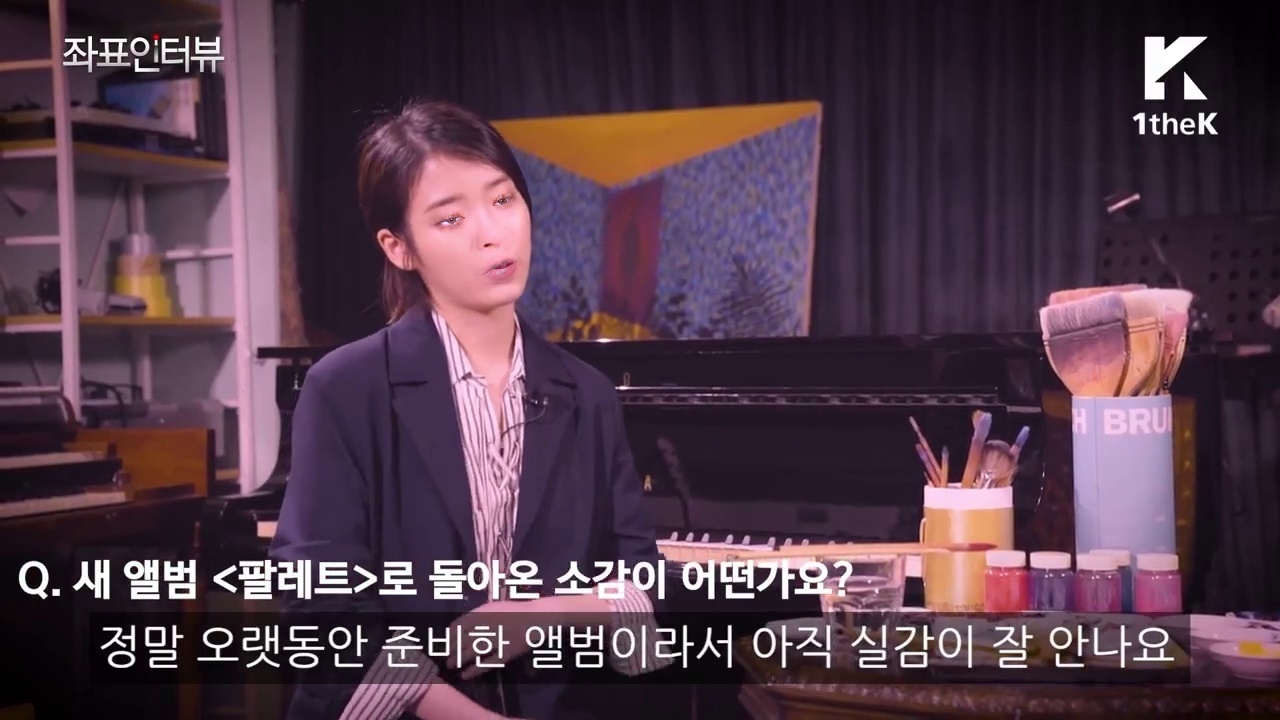 좌표인터뷰
1theK
CH BRU
Q. 새 앨범 <팔레트>로 돌아온 소감이 어떤가요?
정말 오랫동안 준비한 앨범이라서 아직 실감이 잘 안나요